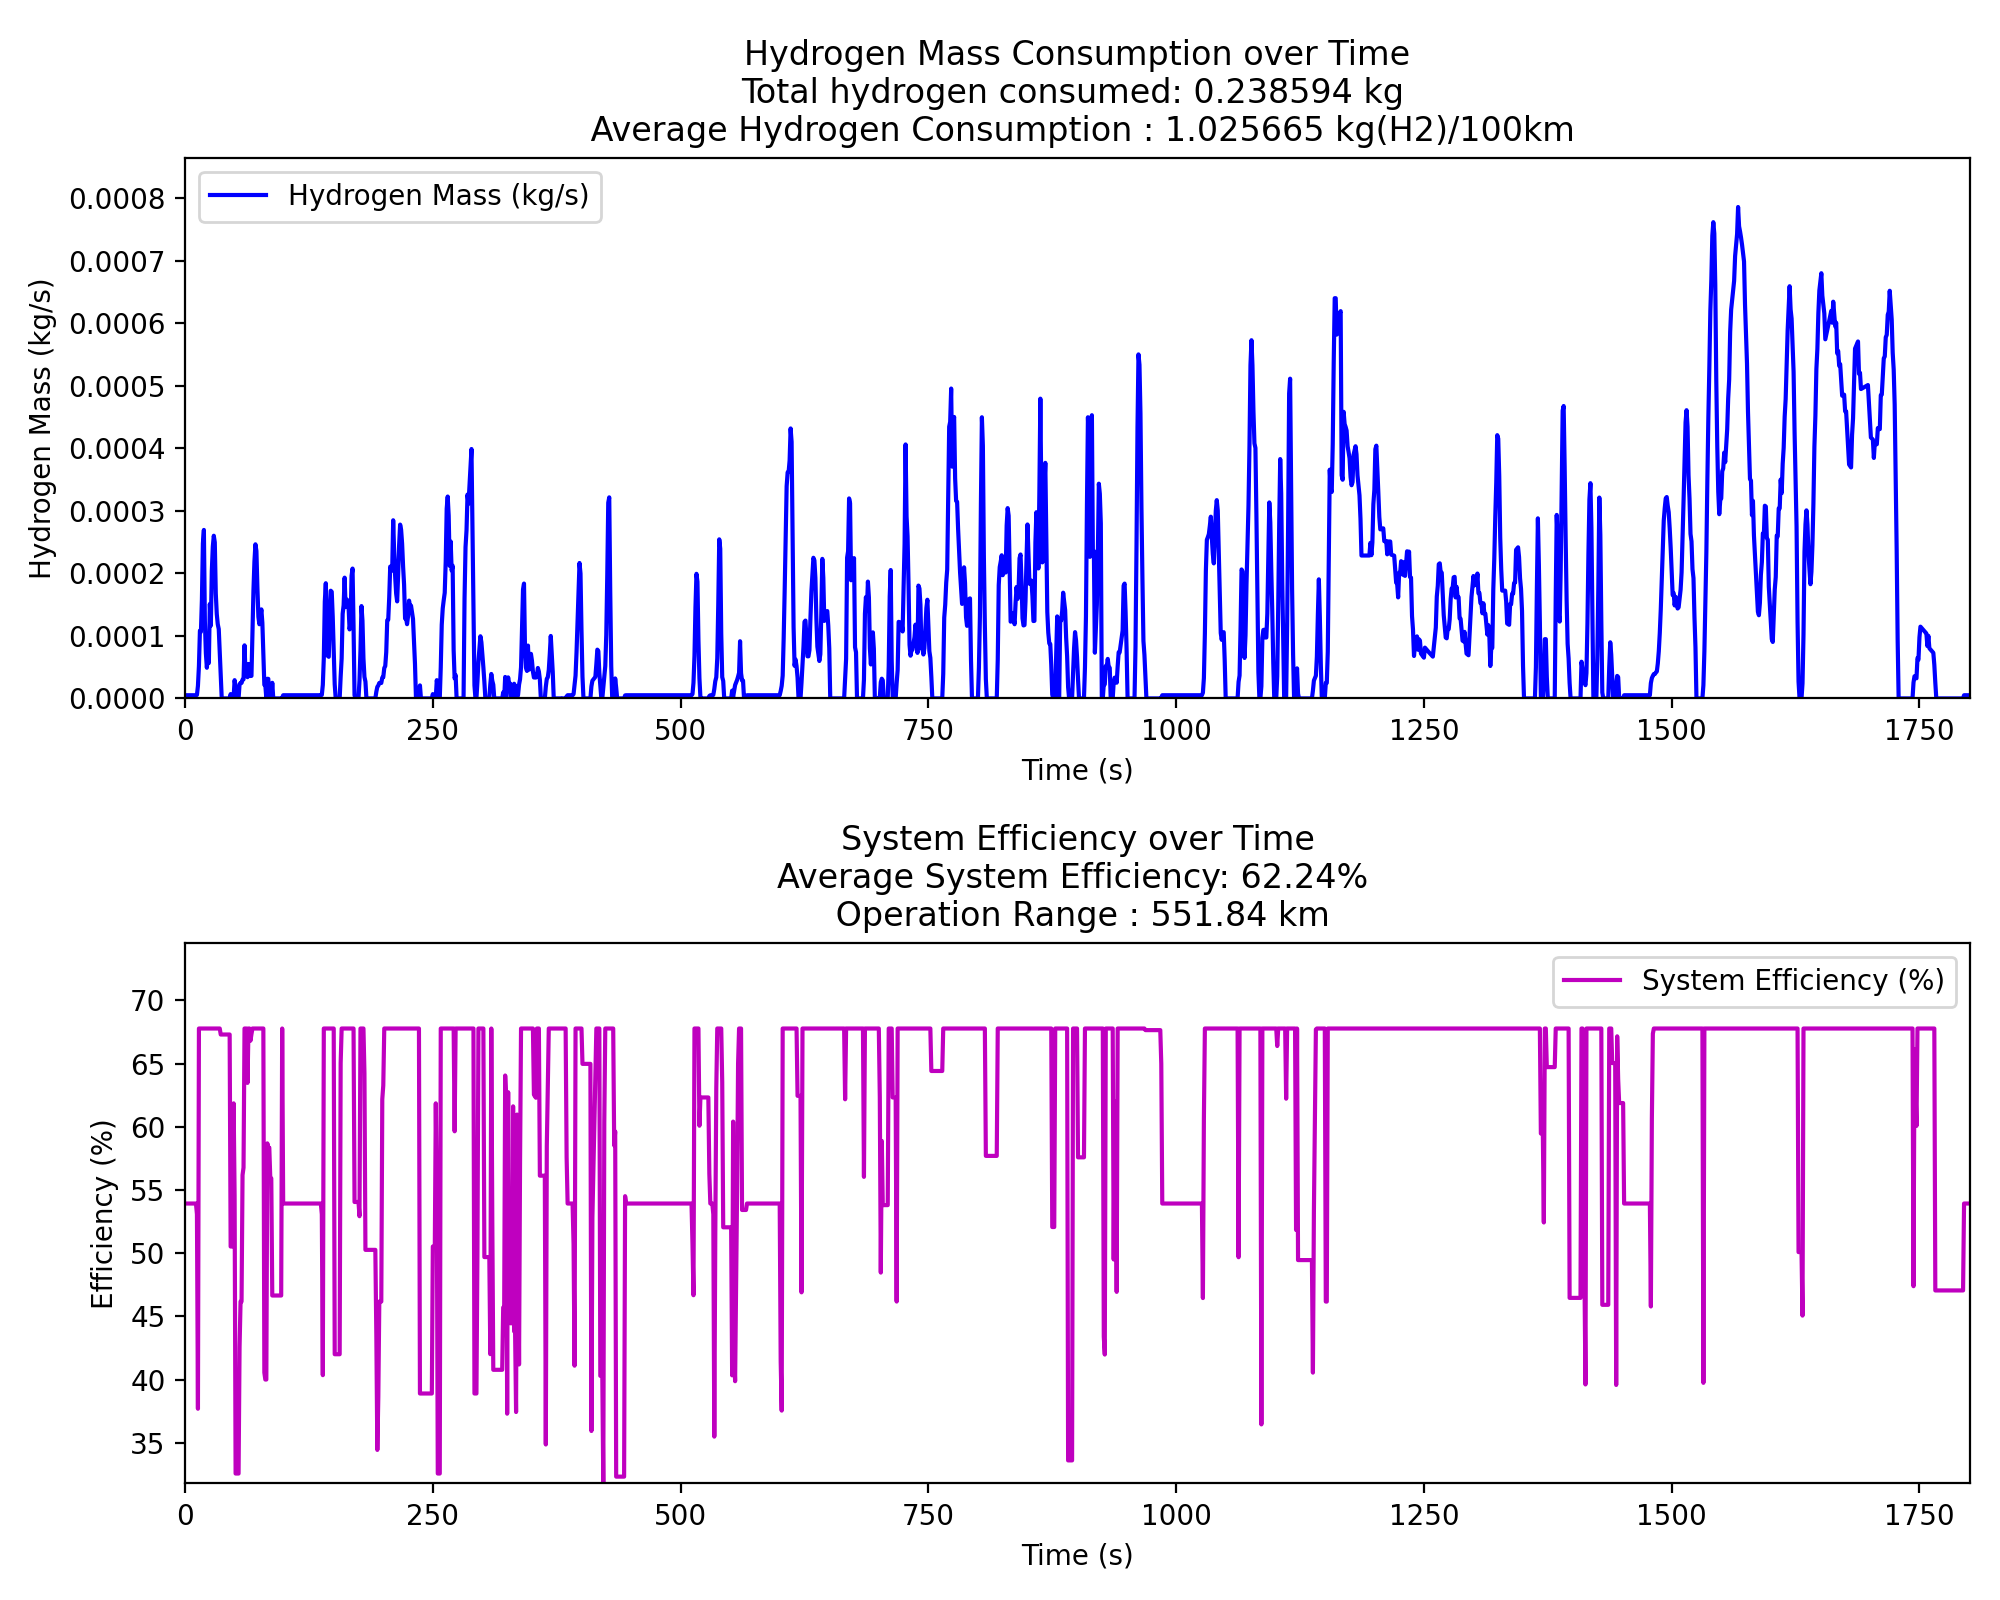 Hydrogen Mass Consumption over Time
Total hydrogen consumed: 0.238594 kg
Average Hydrogen Consumption : 1.025665 kg(H2)/100km
Hydrogen Mass (kg/s)
0.0008
0.0007
0.0006
0.0005
0.0004
0.0003
0.0002
0.0001
0.0000
Hydrogen Mass (kg/s)
0 250 500 750 1000 1250 1500 1750
Time (s)
System Efficiency over Time
Average System Efficiency: 62.24%
Operation Range : 551.84 km
System Efficiency (%)
70
65
60
55
50
45
40
35
Efficiency (%)
0 250 500 750 1000 1250 1500 1750
Time (s)